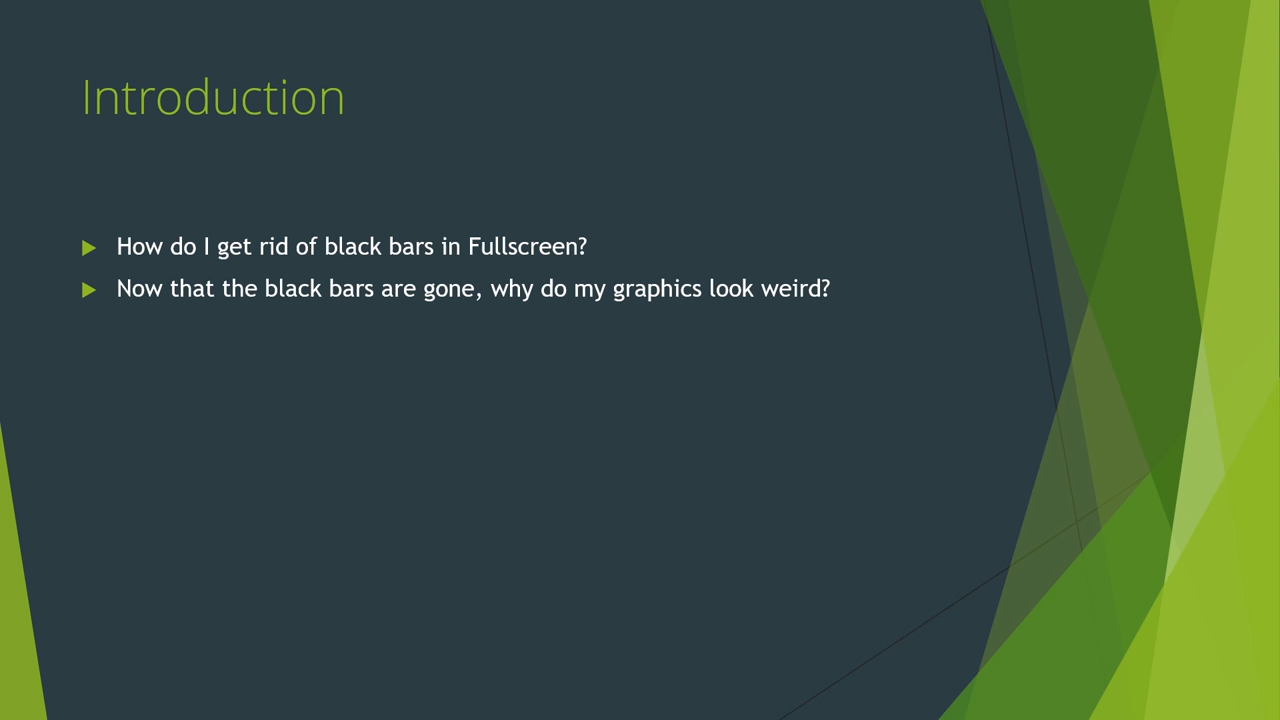 Introduction
How do I get rid of black bars in Fullscreen?
Now that the black bars are gone, why do my graphics look weird?